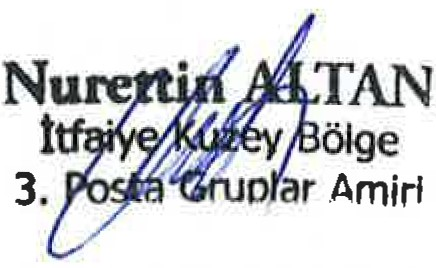 Nurettin ALTAN
İtfaiye Kuzey Bölge
3. Posta Gruplar Amiri